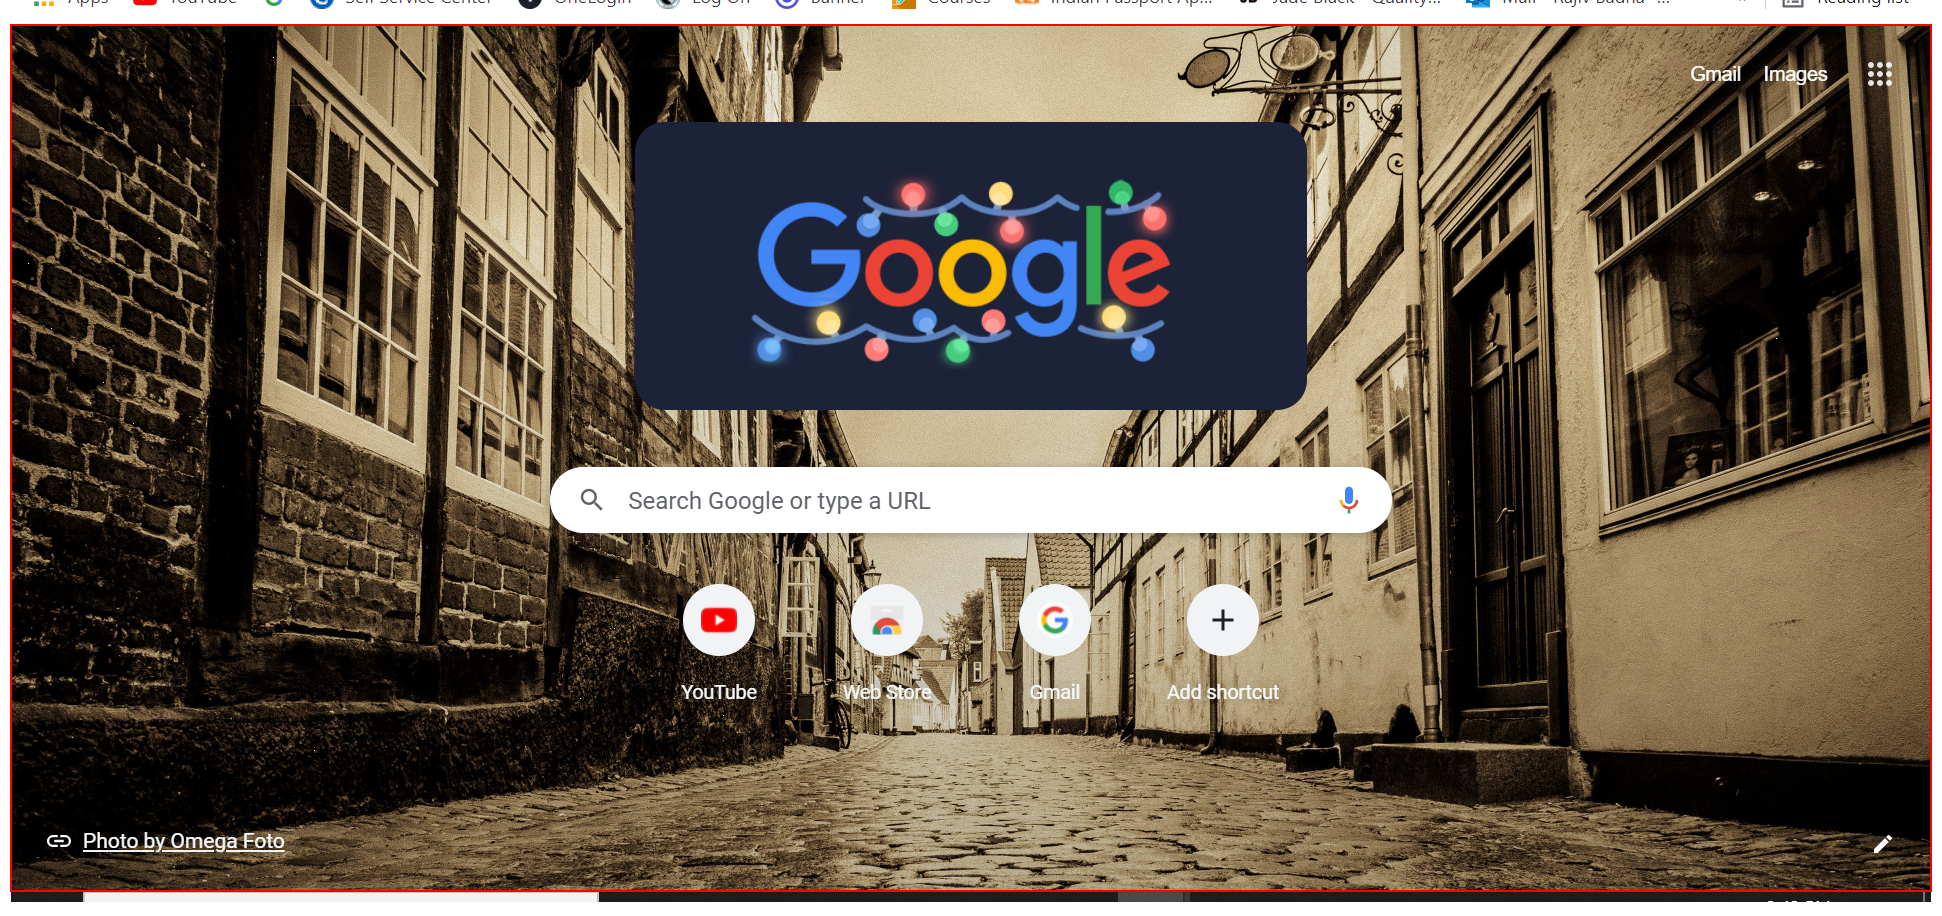 Apps YouTube Self Service Center OneLogin Log On Banner Courses Indian Passport Ap... Jade Black - Quality... Mail - Rajiv - ... » Reading list
Gmail Images
Google
Search Google or type a URL
YouTube Web Store Gmail Add shortcut
Photo by Omega Foto